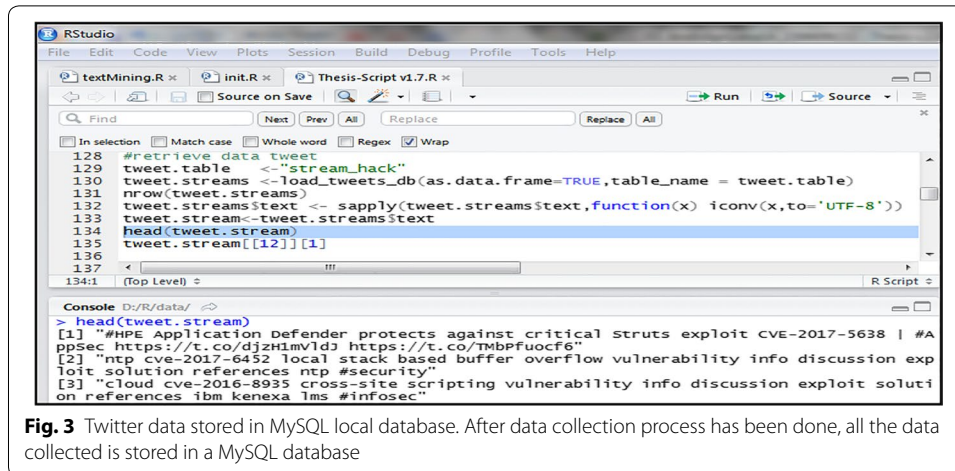 RStudio
File Edit Code View Plots Session Build Debug Profile Tools Help
textMining.R × init.R × Thesis-Script v1.7.R ×
Source on Save Run Source
Find Next Prev All Replace Replace All
In selection Match case Whole word Regex Wrap
128 #retrieve data tweet
129 tweet.table <-"stream_hack"
130 tweet.streams <-load_tweets_db(as.data.frame=TRUE,table_name = tweet.table)
131 nrow(tweet.streams)
132 tweet.streams$text <- sapply(tweet.streams$text,function(x) iconv(x,to='UTF-8'))
133 tweet.stream<-tweet.streams$text
134 head(tweet.stream)
135 tweet.stream[[12]][1]
136
137
134:1 (Top Level) R Script
Console D:/R/data/
> head(tweet.stream)
[1] "#HPE Application Defender protects against critical Struts exploit CVE-2017-5638 | #A
ppSec https://t.co/djzH1mVldJ https://t.co/TMbPfuocf6"
[2] "ntp cve-2017-6452 local stack based buffer overflow vulnerability info discussion exp
loit solution references ntp #security"
[3] "cloud cve-2016-8935 cross-site scripting vulnerability info discussion exploit soluti
on references ibm kenexa lms #infosec"
Fig. 3 Twitter data stored in MySQL local database. After data collection process has been done, all the data
collected is stored in a MySQL database